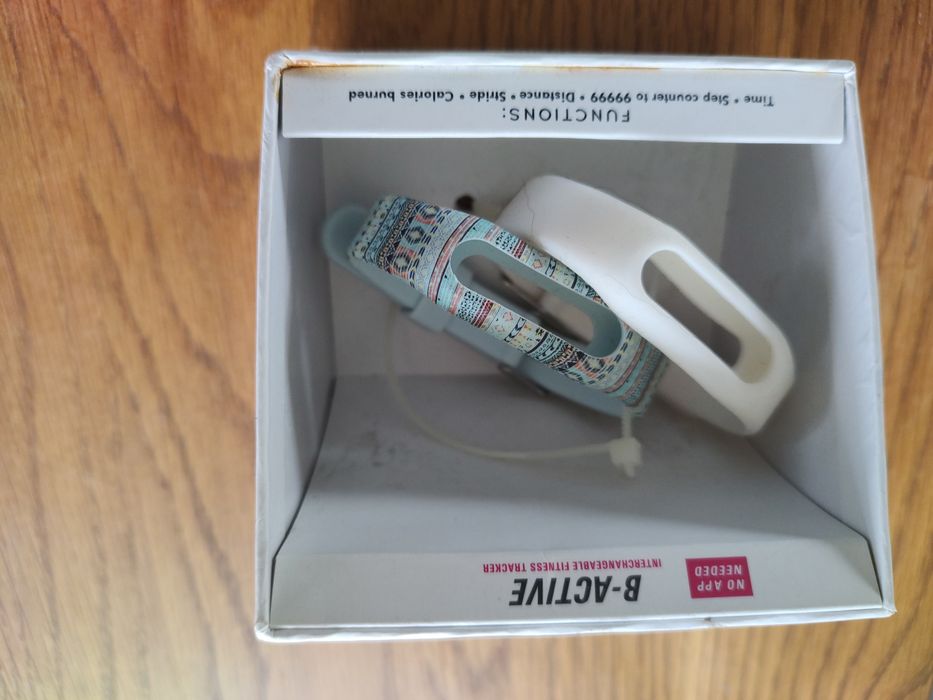 FUNCTIONS:
Time • Step counter to 99999 • Distance • Stride • Calories burned
NO APP
NEEDED
B-ACTIVE
INTERCHANGEABLE FITNESS TRACKER